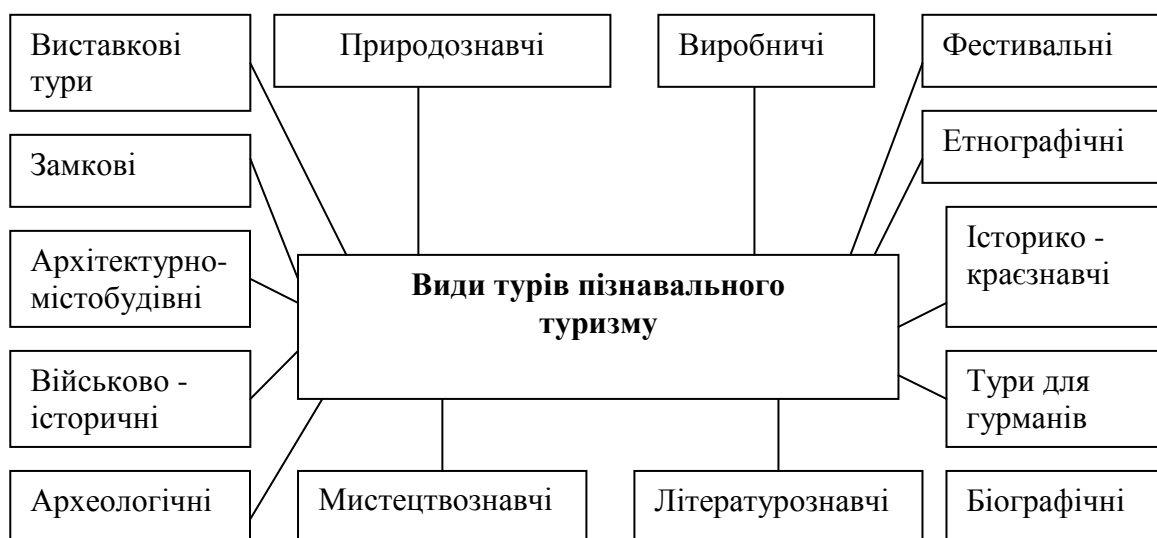 Виставкові
тури
Природознавчі
Виробничі
Фестивальні
Замкові
Етнографічні
Архітектурно-
містобудівні
Види турів пізнавального
туризму
Історико -
краєзнавчі
Військово -
історичні
Тури для
гурманів
Археологічні
Мистецтвознавчі
Літературознавчі
Біографічні